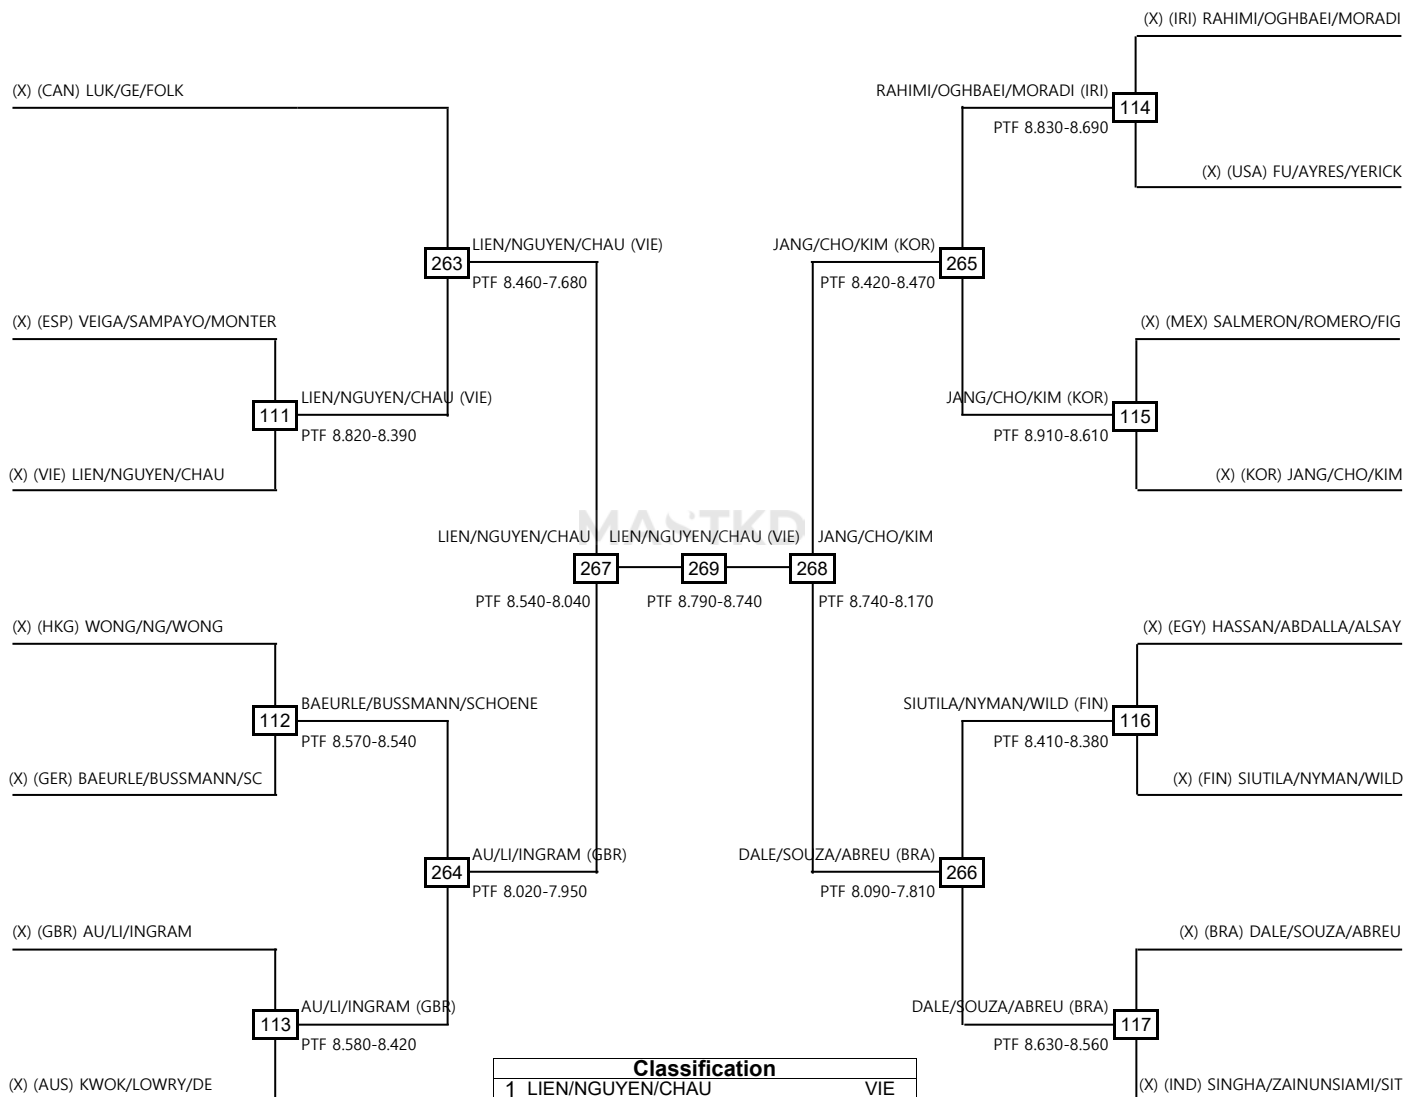 (X) (IRI) RAHIMI/OGHBAEI/MORADI
(X) (CAN) LUK/GE/FOLK
RAHIMI/OGHBAEI/MORADI (IRI)
114
PTF 8.830-8.690
(X) (USA) FU/AYRES/YERICK
LIEN/NGUYEN/CHAU (VIE)
JANG/CHO/KIM (KOR)
263
265
PTF 8.460-7.680
PTF 8.420-8.470
(X) (ESP) VEIGA/SAMPAYO/MONTER
(X) (MEX) SALMERON/ROMERO/FIG
LIEN/NGUYEN/CHAU (VIE)
JANG/CHO/KIM (KOR)
111
115
PTF 8.820-8.390
PTF 8.910-8.610
(X) (VIE) LIEN/NGUYEN/CHAU
(X) (KOR) JANG/CHO/KIM
MASTKD
LIEN/NGUYEN/CHAU
LIEN/NGUYEN/CHAU (VIE)
JANG/CHO/KIM
267
269
268
PTF 8.540-8.040
PTF 8.790-8.740
PTF 8.740-8.170
(X) (HKG) WONG/NG/WONG
(X) (EGY) HASSAN/ABDALLA/ALSAY
BAEURLE/BUSSMANN/SCHOENE
SIUTILA/NYMAN/WILD (FIN)
112
116
PTF 8.570-8.540
PTF 8.410-8.380
(X) (GER) BAEURLE/BUSSMANN/SC
(X) (FIN) SIUTILA/NYMAN/WILD
AU/LI/INGRAM (GBR)
DALE/SOUZA/ABREU (BRA)
264
266
PTF 8.020-7.950
PTF 8.090-7.810
(X) (GBR) AU/LI/INGRAM
(X) (BRA) DALE/SOUZA/ABREU
AU/LI/INGRAM (GBR)
DALE/SOUZA/ABREU (BRA)
113
117
PTF 8.580-8.420
PTF 8.630-8.560
Classification
(X) (AUS) KWOK/LOWRY/DE
1 LIEN/NGUYEN/CHAU VIE
(X) (IND) SINGHA/ZAINUNSIAMI/SIT